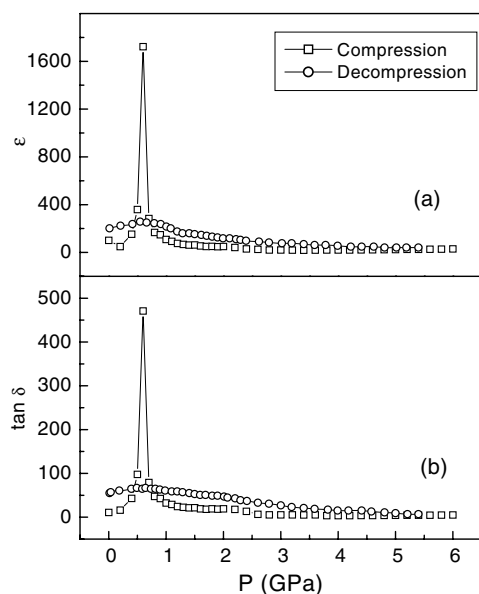 Compression
Decompression
1600
1200
800
400
0
ε
(a)
500
400
300
200
100
0
tan δ
(b)
0 1 2 3 4 5 6
P (GPa)